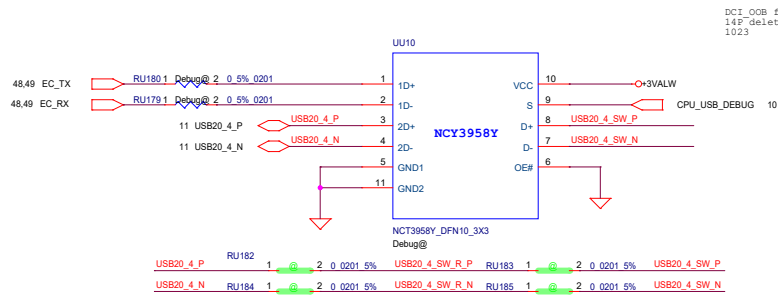 DCI_OOB f
14P delet
1023
UU10
48,49 EC_TX RU180 1 Debug@ 2 0_5%_0201 1 1D+ VCC 10 +3VALW
48,49 EC_RX RU179 1 Debug@ 2 0_5%_0201 2 1D- S 9 CPU_USB_DEBUG 10
11 USB20_4_P USB20_4_P 3 2D+ D+ 8 USB20_4_SW_P
NCY3958Y
11 USB20_4_N USB20_4_N 4 2D- D- 7 USB20_4_SW_N
5 GND1 OE# 6
11 GND2
NCT3958Y_DFN10_3X3
Debug@
USB20_4_P RU182 1 @ 2 0_0201_5% USB20_4_SW_R_P RU183 1 @ 2 0_0201_5% USB20_4_SW_P
USB20_4_N RU184 1 @ 2 0_0201_5% USB20_4_SW_R_N RU185 1 @ 2 0_0201_5% USB20_4_SW_N